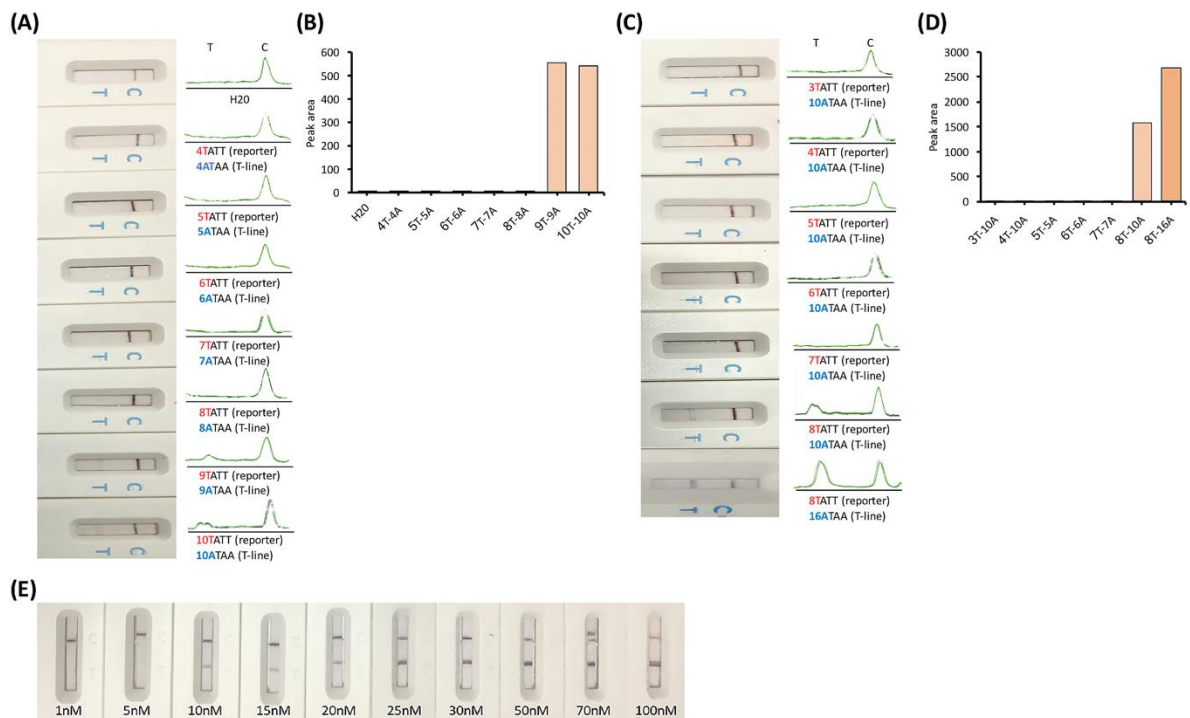 (A)
T C
H20
4TATT (reporter)
4ATAA (T-line)
5TATT (reporter)
5ATAA (T-line)
6TATT (reporter)
6ATAA (T-line)
7TATT (reporter)
7ATAA (T-line)
8TATT (reporter)
8ATAA (T-line)
9TATT (reporter)
9ATAA (T-line)
10TATT (reporter)
10ATAA (T-line)
C T
C T
C T
C T
C T
C T
C T
C T
(B)
Peak area
600
500
400
300
200
100
0
H20 4T-4A 5T-5A 6T-6A 7T-7A 8T-8A 9T-9A 10T-10A
(C)
T C
3TATT (reporter)
10ATAA (T-line)
4TATT (reporter)
10ATAA (T-line)
5TATT (reporter)
10ATAA (T-line)
6TATT (reporter)
10ATAA (T-line)
7TATT (reporter)
10ATAA (T-line)
8TATT (reporter)
10ATAA (T-line)
8TATT (reporter)
16ATAA (T-line)
C T
C T
C T
C T
C T
C T
C T
(D)
Peak area
3000
2500
2000
1500
1000
500
0
3T-10A 4T-10A 5T-5A 6T-6A 7T-7A 8T-10A 8T-16A
(E)
1nM 5nM 10nM 15nM 20nM 25nM 30nM 50nM 70nM 100nM